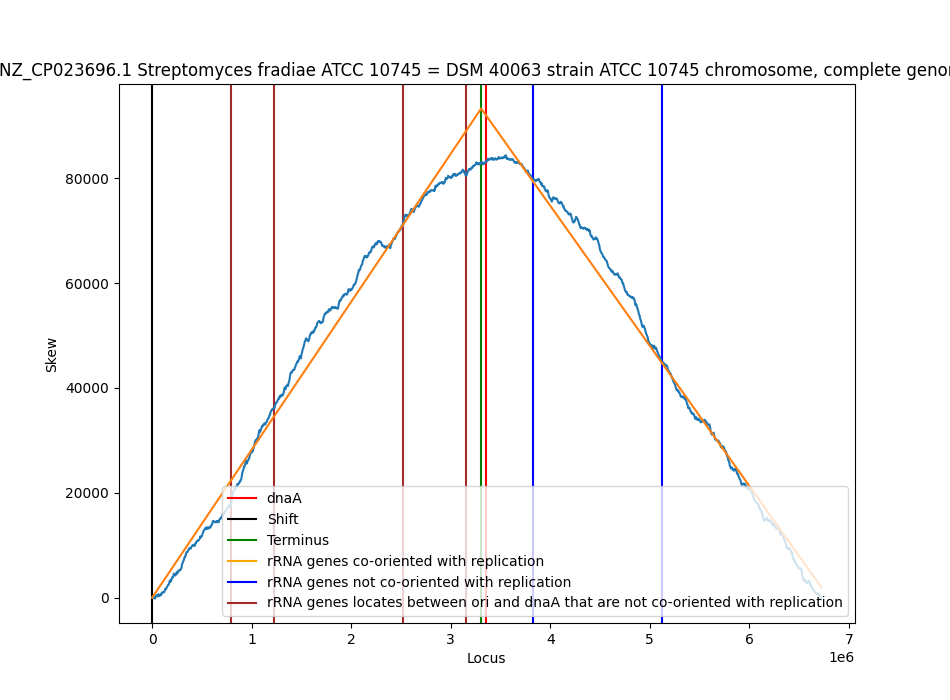 NZ_CP023696.1 Streptomyces fradiae ATCC 10745 = DSM 40063 strain ATCC 10745 chromosome, complete genor
80000
60000
40000
20000
0
Skew
dnaA
Shift
Terminus
rRNA genes co-oriented with replication
rRNA genes not co-oriented with replication
rRNA genes locates between ori and dnaA that are not co-oriented with replication
0 1 2 3 4 5 6 7
1e6
Locus